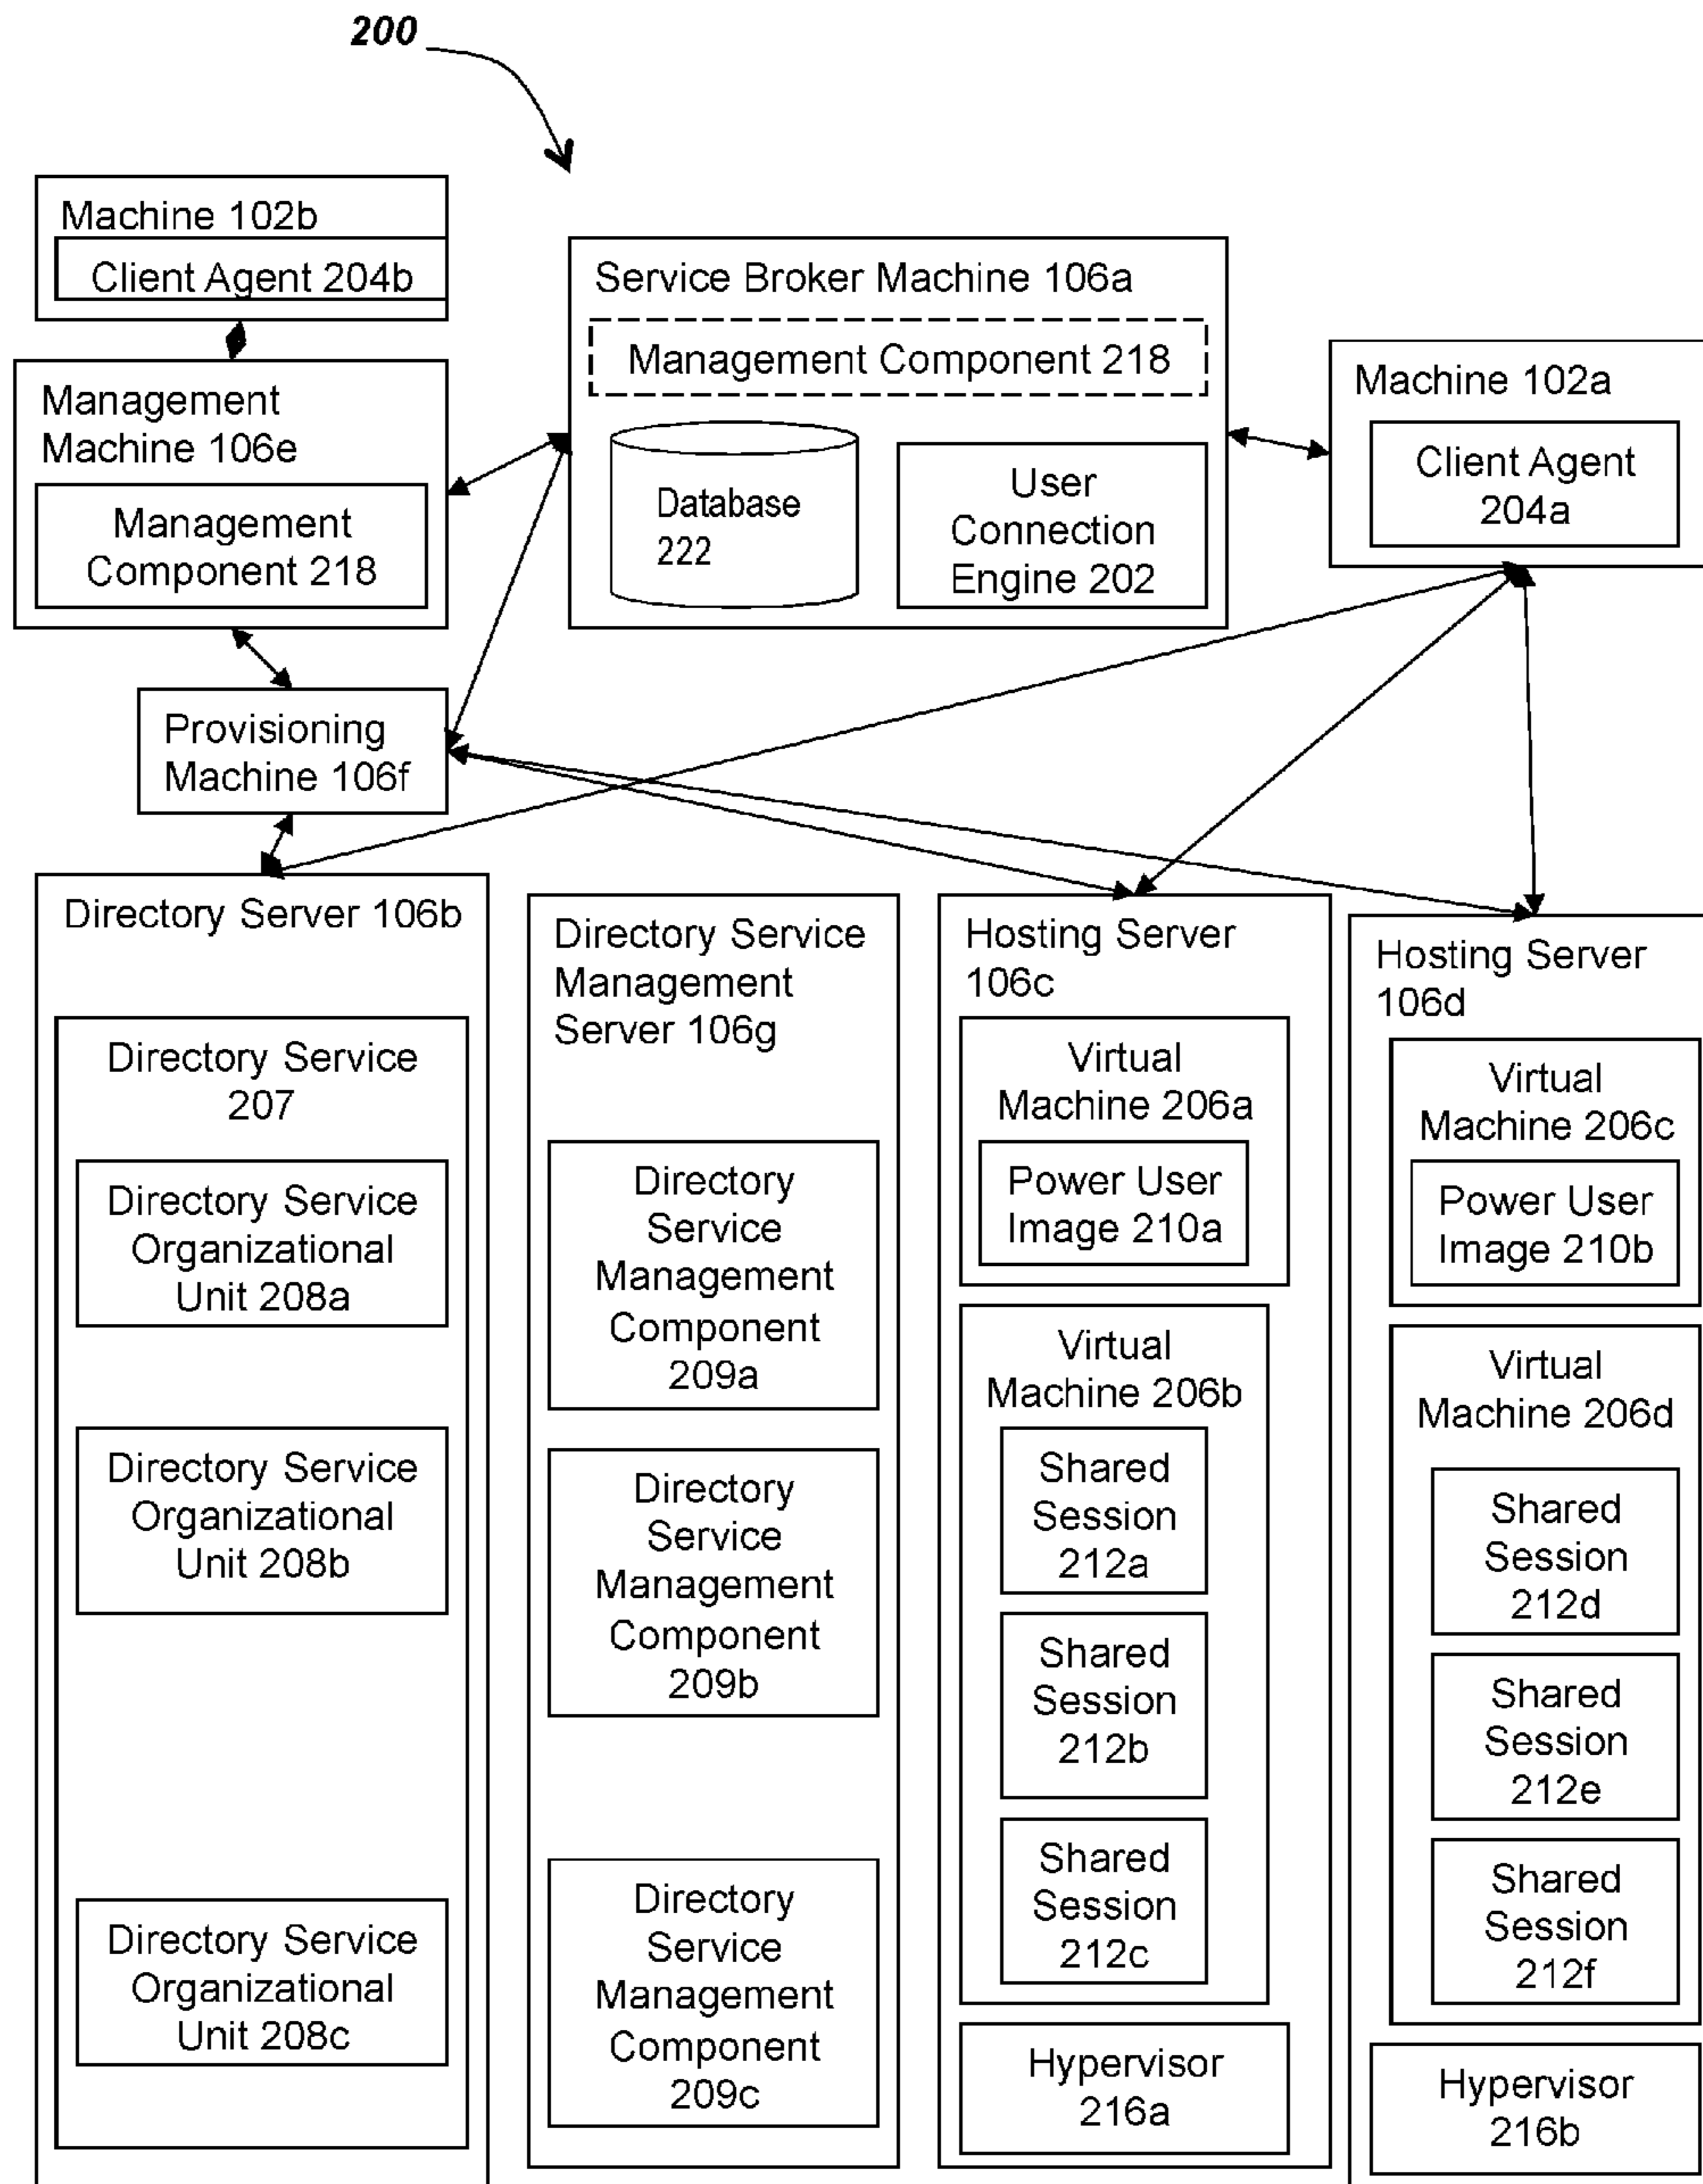 200
Machine 102b
Client Agent 204b
Service Broker Machine 106a
Management Component 218
Database
222
User
Connection
Engine 202
Machine 102a
Client Agent
204a
Management
Machine 106e
Management
Component 218
Provisioning
Machine 106f
Directory Server 106b
Directory Service
207
Directory Service
Organizational
Unit 208a
Directory Service
Organizational
Unit 208b
Directory Service
Organizational
Unit 208c
Directory Service
Management
Server 106g
Directory
Service
Management
Component
209a
Directory
Service
Management
Component
209b
Directory
Service
Management
Component
209c
Hosting Server
106c
Virtual
Machine 206a
Power User
Image 210a
Virtual
Machine 206b
Shared
Session
212a
Shared
Session
212b
Shared
Session
212c
Hypervisor
216a
Hosting Server
106d
Virtual
Machine 206c
Power User
Image 210b
Virtual
Machine 206d
Shared
Session
212d
Shared
Session
212e
Shared
Session
212f
Hypervisor
216b